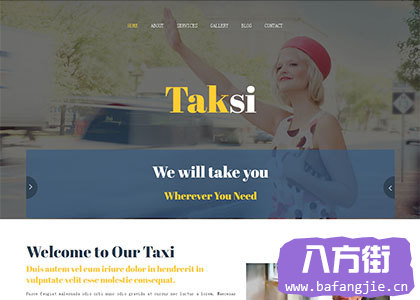 HOME ABOUT SERVICES GALLERY BLOG CONTACT
Taksi
We will take you
Wherever You Need
Welcome to Our Taxi
Duis autem vel eum iriure dolor in hendrerit in
vulputate velit esse molestie consequat.
八方街
www.bafangjie.cn